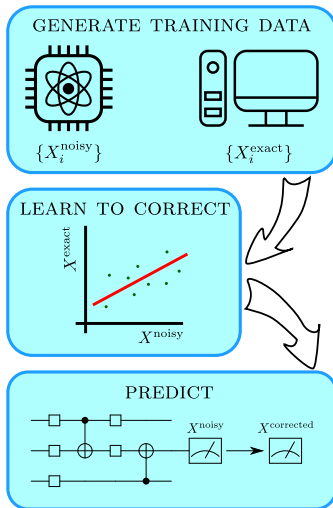 GENERATE TRAINING DATA
{X_i^noisy} {X_i^exact}
LEARN TO CORRECT
X^exact
X^noisy
PREDICT
X^noisy X^corrected